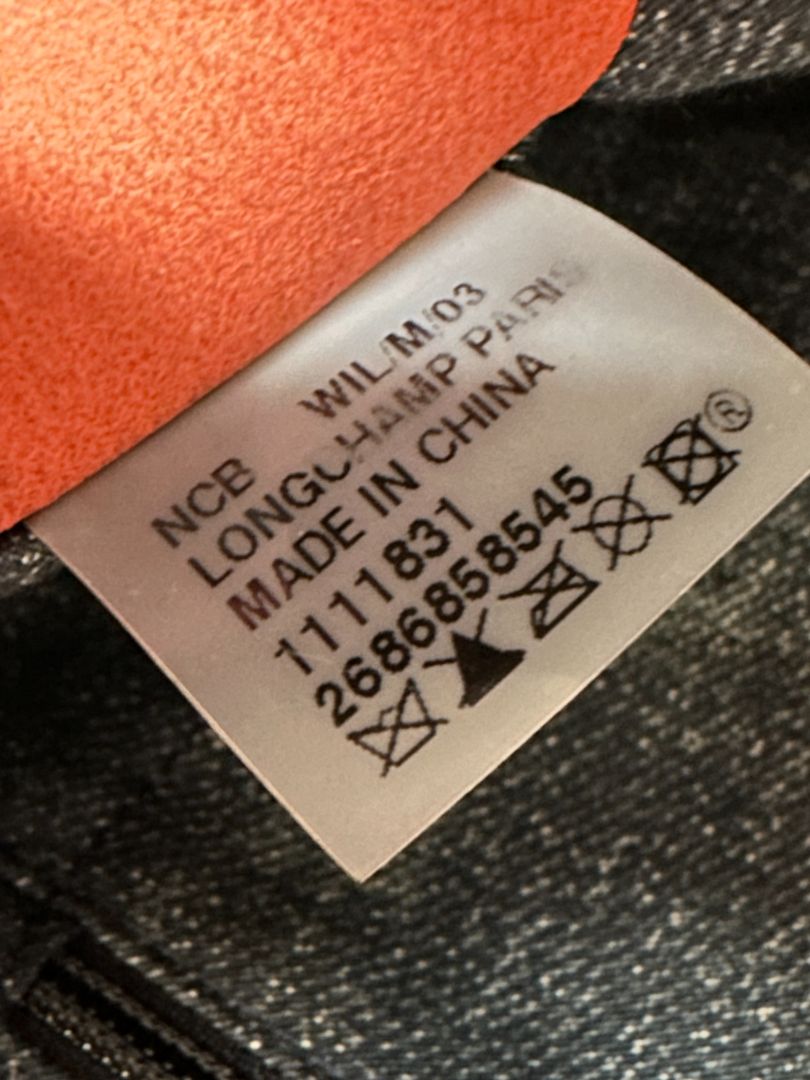 NCB WIL/M/03
LONGCHAMP PARIS
MADE IN CHINA
1111831
2686858545
®